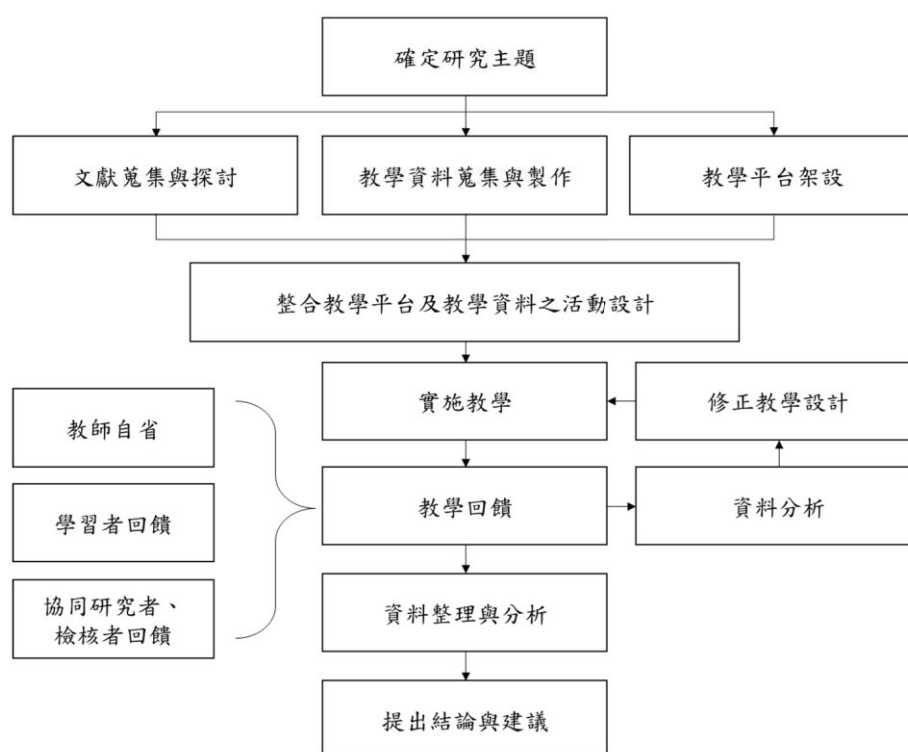 確定研究主題
文獻蒐集與探討
教學資料蒐集與製作
教學平台架設
整合教學平台及教學資料之活動設計
實施教學
修正教學設計
教師自省
教學回饋
資料分析
學習者回饋
協同研究者、
檢核者回饋
資料整理與分析
提出結論與建議